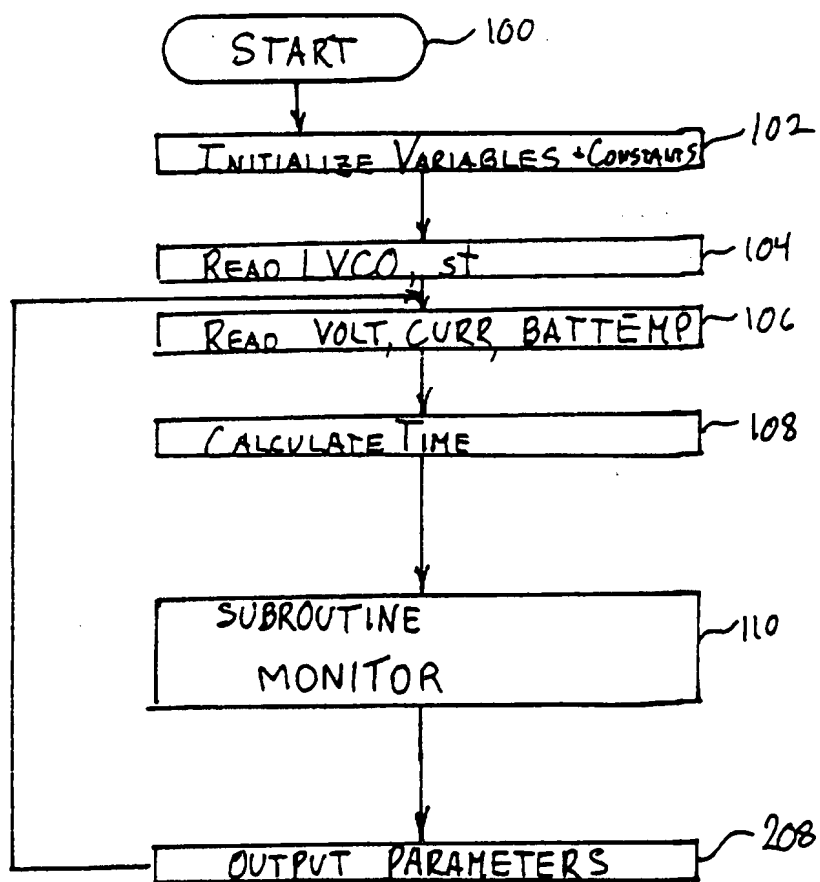 START 100
INITIALIZE VARIABLES + CONSTANTS 102
READ LVCO, st 104
READ VOLT, CURR, BATTEMP 106
CALCULATE TIME 108
SUBROUTINE
MONITOR 110
OUTPUT PARAMETERS 208